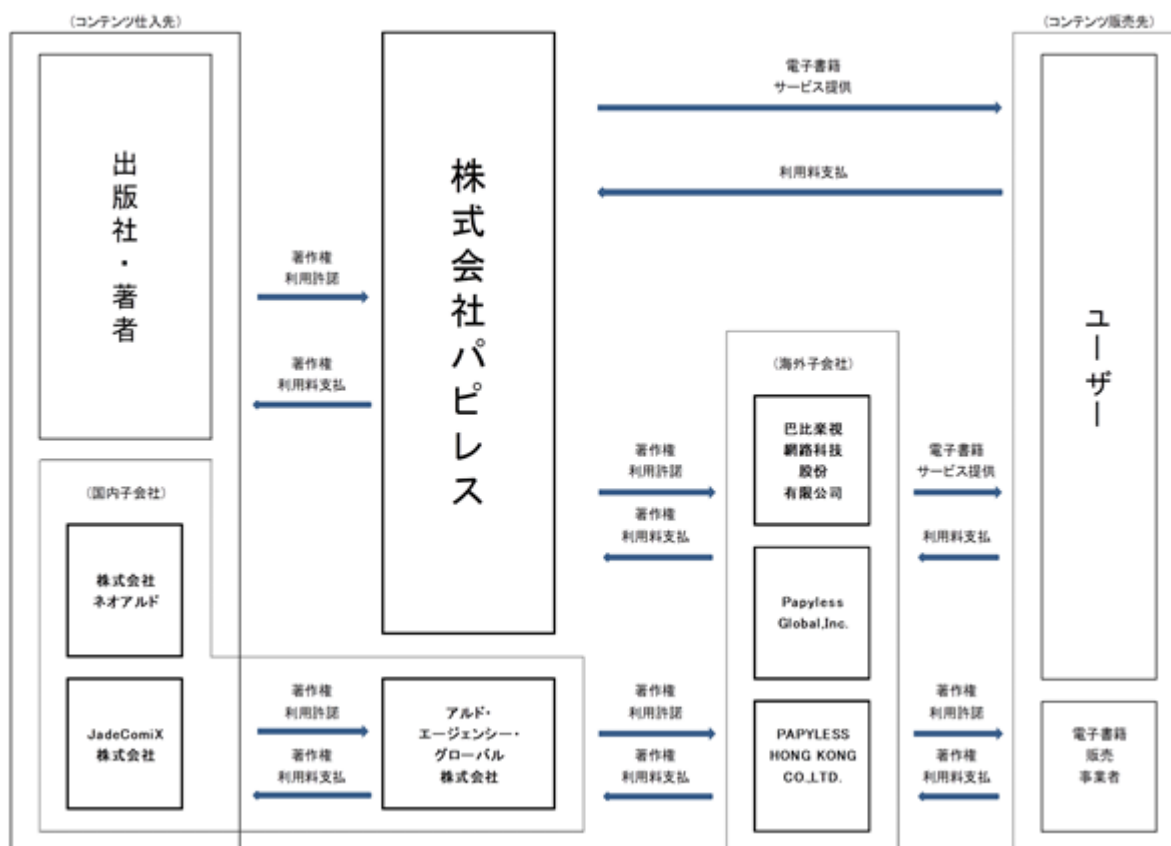 （コンテンツ仕入先）
（コンテンツ販売先）
出版社・著者
株式会社パピレス
電子書籍
サービス提供
利用料支払
ユーザー
著作権
利用許諾
著作権
利用料支払
（海外子会社）
巴比楽視
網路科技
股份
有限公司
著作権
利用許諾
著作権
利用料支払
電子書籍
サービス提供
利用料支払
（国内子会社）
株式会社
ネオアルド
Papyless
Global,Inc.
JadeComiX
株式会社
著作権
利用許諾
著作権
利用料支払
アルド・
エージェンシー・
グローバル
株式会社
著作権
利用許諾
著作権
利用料支払
PAPYLESS
HONG KONG
CO.,LTD.
著作権
利用許諾
著作権
利用料支払
電子書籍
販売
事業者